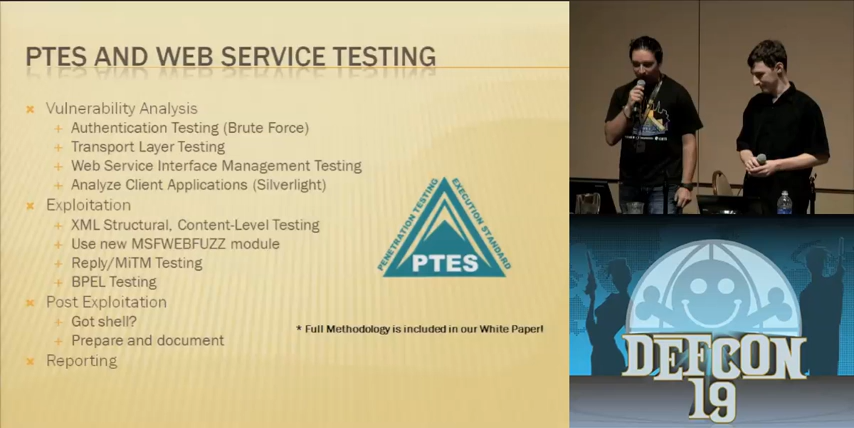 PTES AND WEB SERVICE TESTING
Vulnerability Analysis
Authentication Testing (Brute Force)
Transport Layer Testing
Web Service Interface Management Testing
Analyze Client Applications (Silverlight)
Exploitation
XML Structural, Content-Level Testing
Use new MSFWEBFUZZ module
Reply/MiTM Testing
BPEL Testing
Post Exploitation
Got shell?
Prepare and document
Reporting
PENETRATION TESTING
EXECUTION STANDARD
PTES
* Full Methodology is included in our White Paper!
DEFCON
19